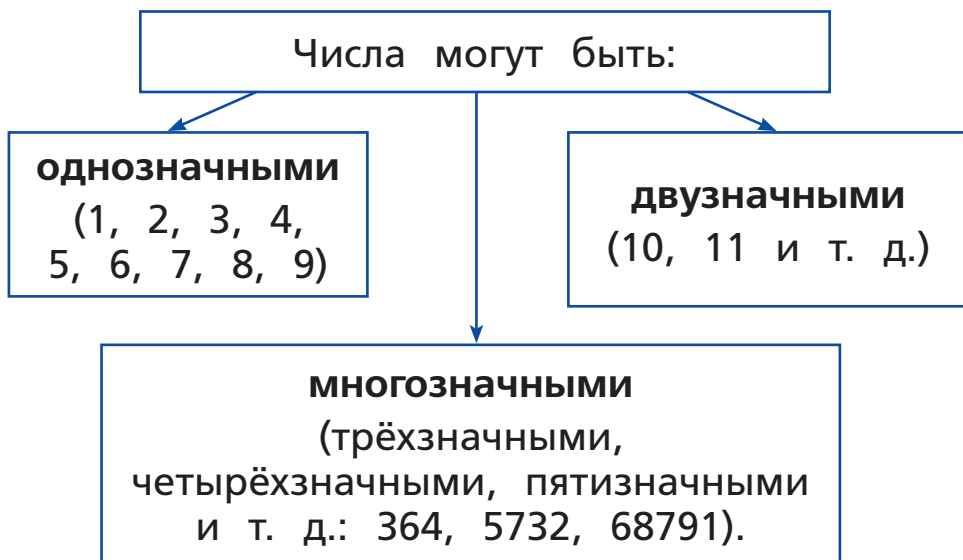 Числа могут быть:
однозначными
(1, 2, 3, 4,
5, 6, 7, 8, 9)
двузначными
(10, 11 и т. д.)
многозначными
(трёхзначными,
четырёхзначными, пятизначными
и т. д.: 364, 5732, 68791).